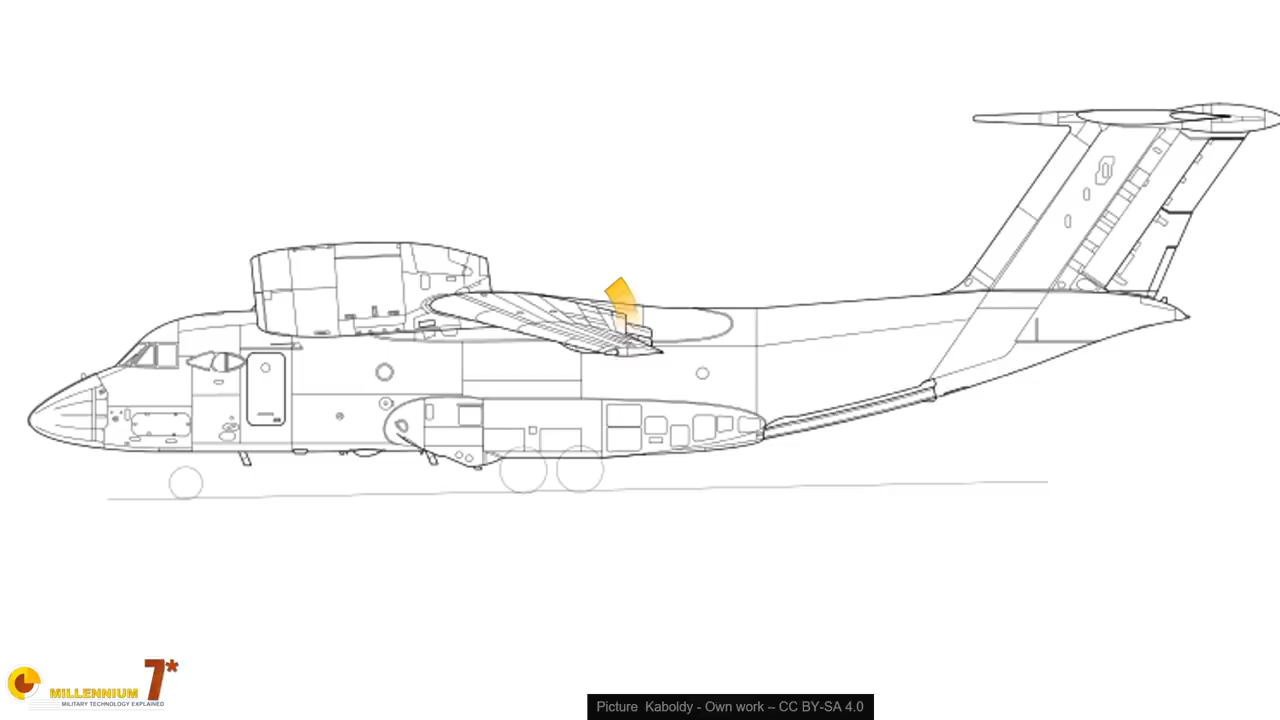 7*
MILLENNIUM
MILITARY TECHNOLOGY EXPLAINED
Picture Kaboldy - Own work – CC BY-SA 4.0